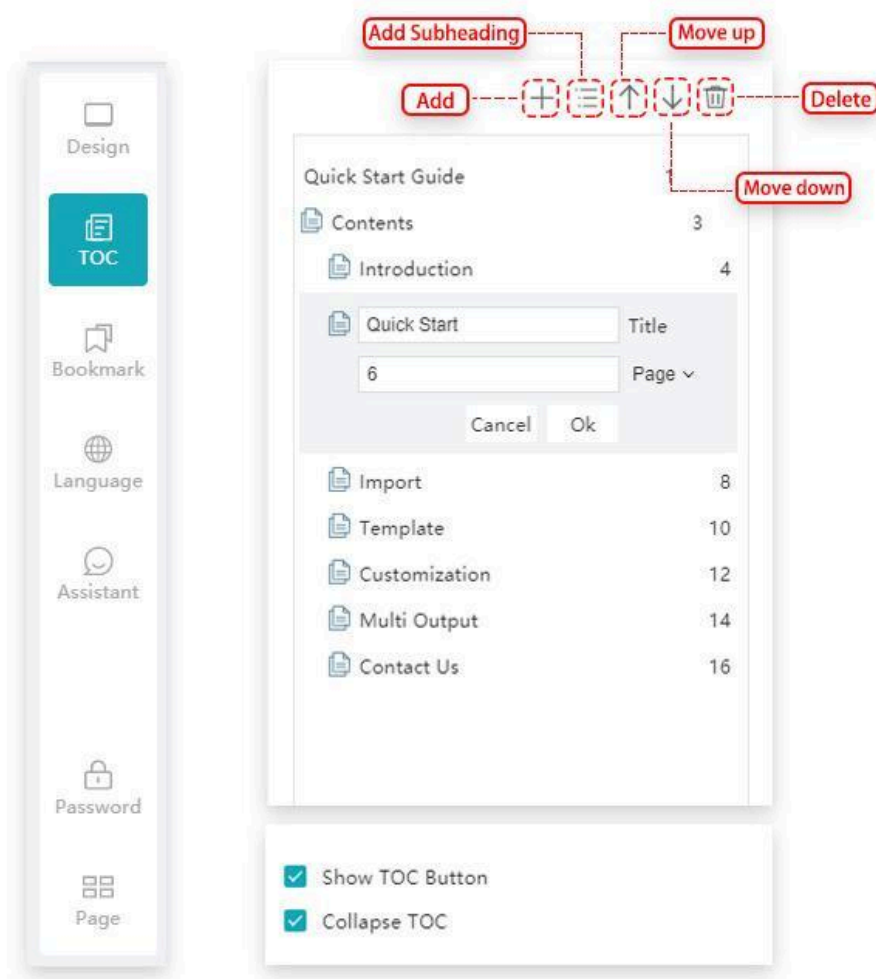 Add Subheading
Move up
Add
Delete
Move down
Design
TOC
Bookmark
Language
Assistant
Password
Page
Quick Start Guide 1
Contents 3
Introduction 4
Quick Start Title
6 Page
Cancel Ok
Import 8
Template 10
Customization 12
Multi Output 14
Contact Us 16
Show TOC Button
Collapse TOC